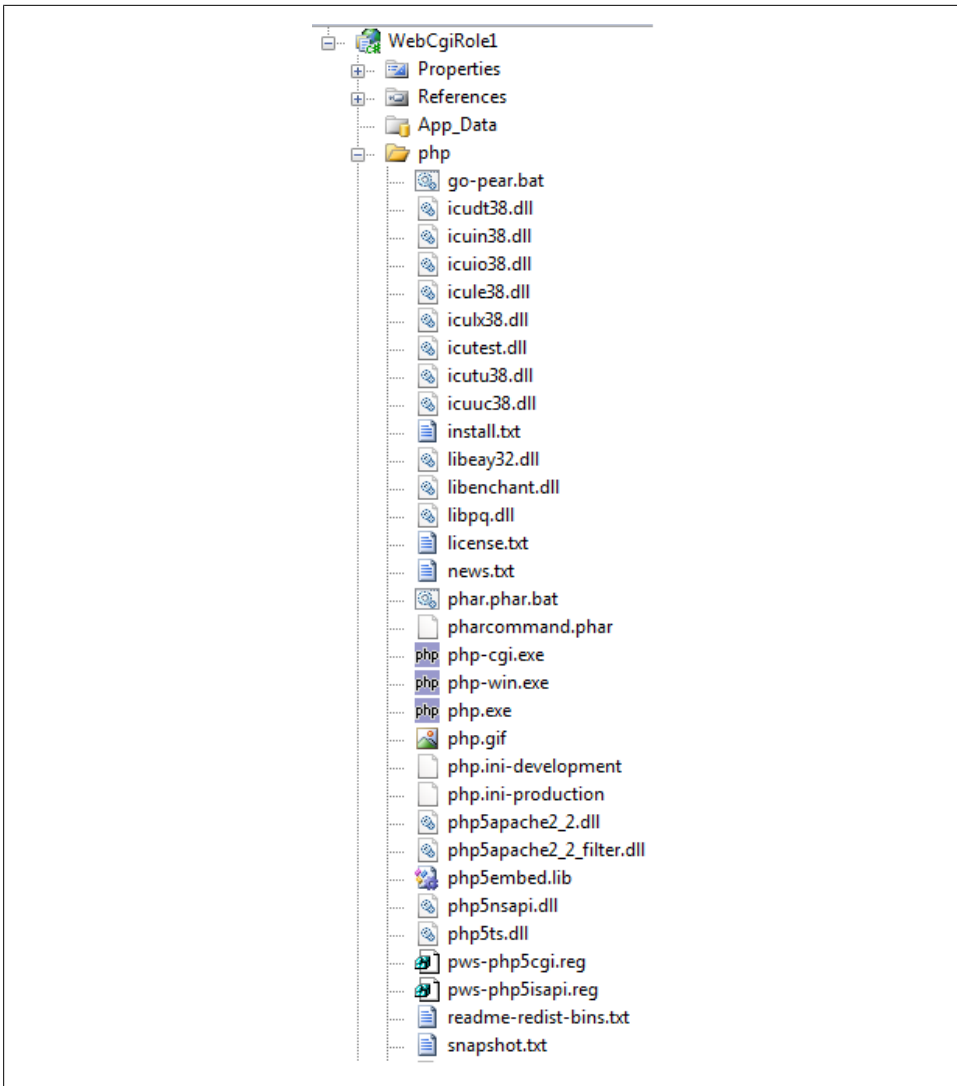 WebCgiRole1
Properties
References
App_Data
php
go-pear.bat
icudt38.dll
icuin38.dll
icuio38.dll
icule38.dll
iculx38.dll
icutest.dll
icutu38.dll
icuuc38.dll
install.txt
libeay32.dll
libenchant.dll
libpq.dll
license.txt
news.txt
phar.phar.bat
pharcommand.phar
php php-cgi.exe
php php-win.exe
php php.exe
php.gif
php.ini-development
php.ini-production
php5apache2_2.dll
php5apache2_2_filter.dll
php5embed.lib
php5nsapi.dll
php5ts.dll
pws-php5cgi.reg
pws-php5isapi.reg
readme-redist-bins.txt
snapshot.txt